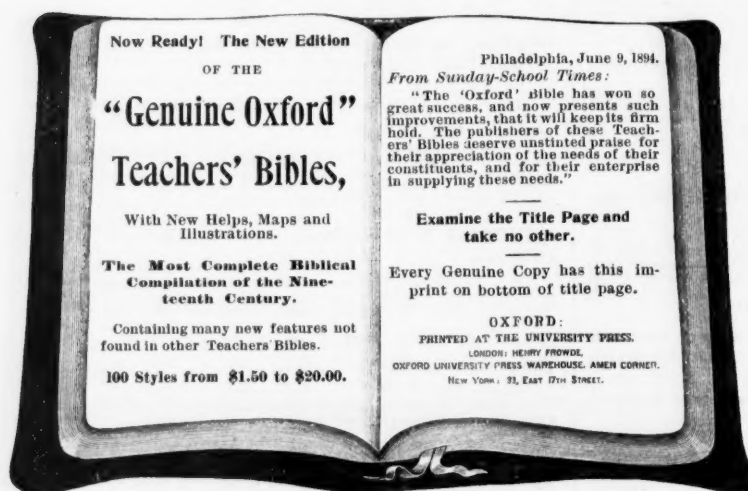 Now Ready! The New Edition
OF THE
"Genuine Oxford"
Teachers' Bibles,
With New Helps, Maps and
Illustrations.
The Most Complete Biblical
Compilation of the Nine-
teenth Century.
Containing many new features not
found in other Teachers' Bibles.
100 Styles from $1.50 to $20.00.
Philadelphia, June 9, 1894.
From Sunday-School Times:
"The 'Oxford' Bible has won so
great success, and now presents such
improvements, that it will keep its firm
hold. The publishers of these Teach-
ers' Bibles deserve unstinted praise for
their appreciation of the needs of their
constituents, and for their enterprise
in supplying these needs."
Examine the Title Page and
take no other.
Every Genuine Copy has this im-
print on bottom of title page.
OXFORD:
PRINTED AT THE UNIVERSITY PRESS.
LONDON: HENRY FROWDE,
OXFORD UNIVERSITY PRESS WAREHOUSE, AMEN CORNER.
NEW YORK: 33, EAST 17TH STREET.